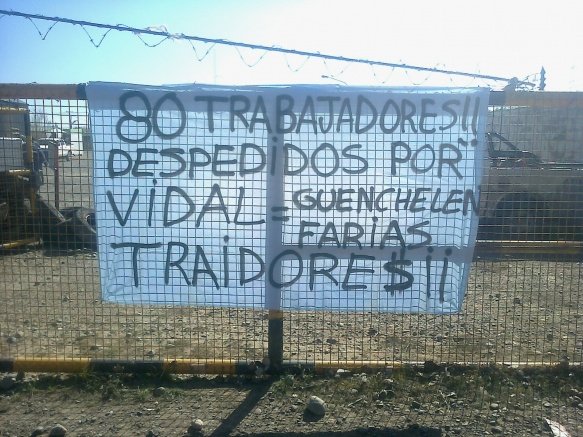 80 TRABAJADORES!!
DESPEDIDOS POR"
VIDAL = GUENCHELEN
FARIAS
TRAIDORE$¡¡